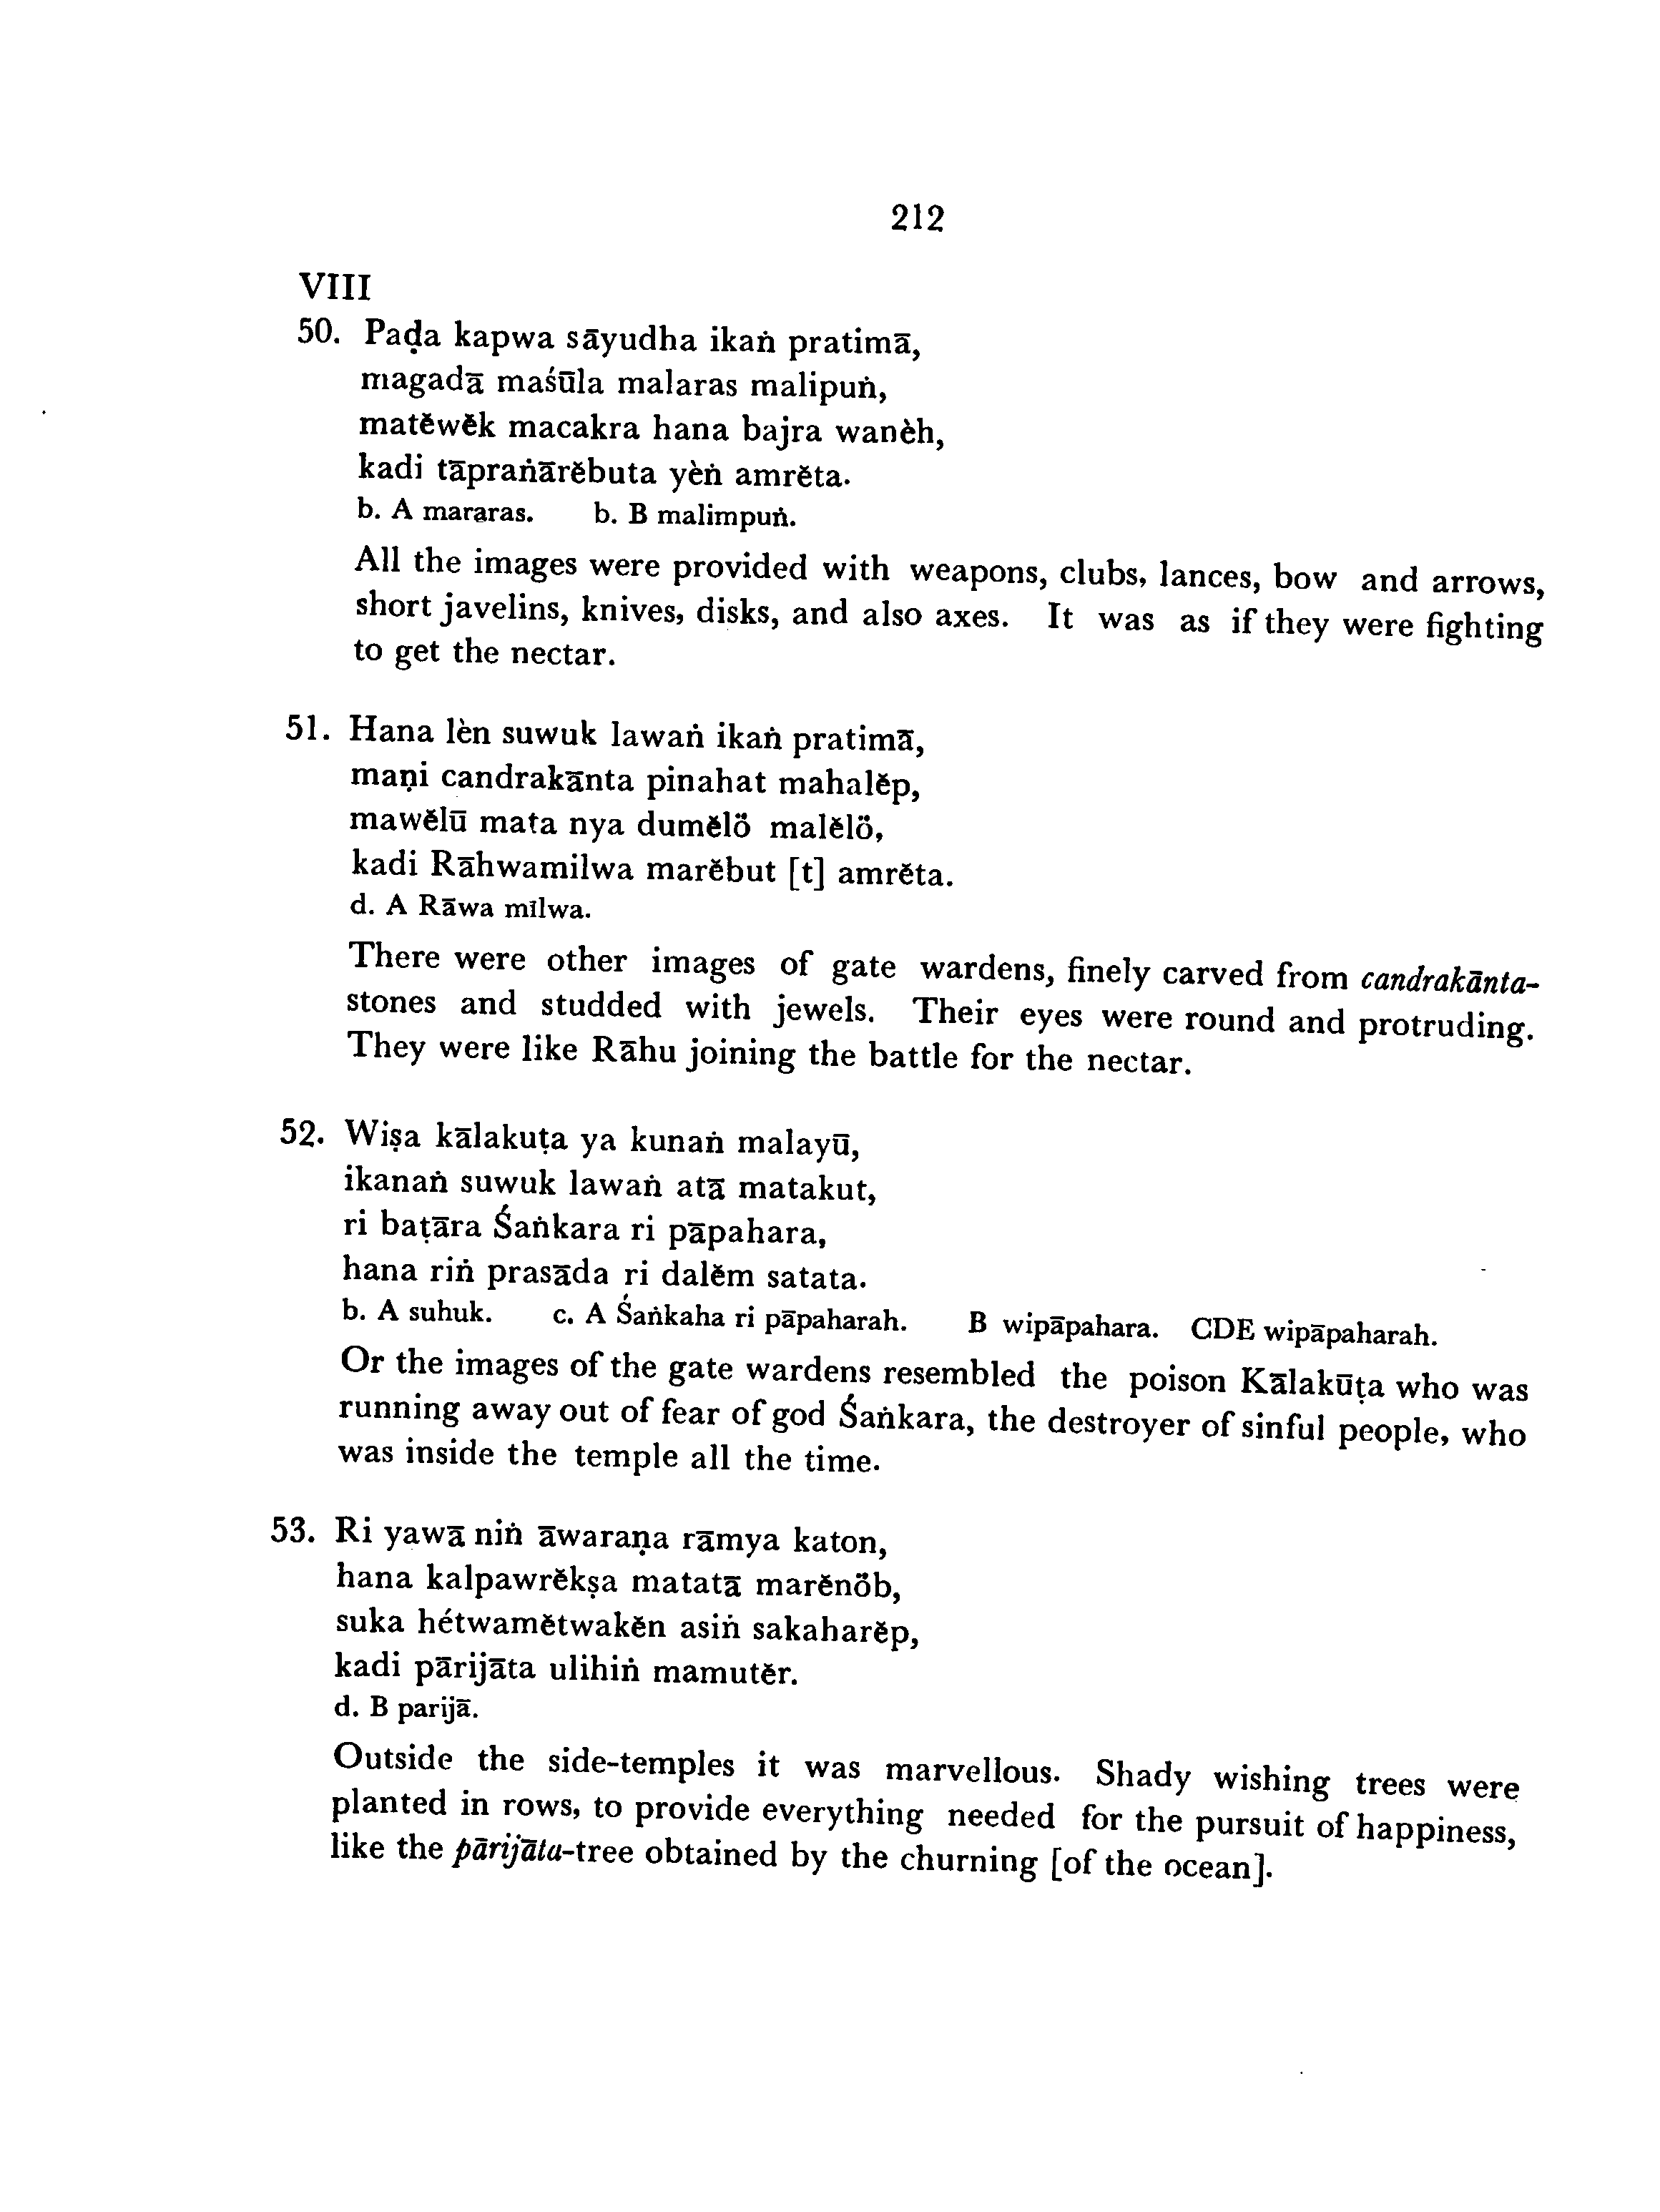 212
VIII
50. Paḍa kapwa sāyudha ikaṅ pratimā,
magadā maśūla malaras malipuṅ,
matĕwĕk macakra hana bajra wanèh,
kadi tāpraṅārĕbuta yèṅ amrĕta.
b. A mararas. b. B malimpuṅ.
All the images were provided with weapons, clubs, lances, bow and arrows,
short javelins, knives, disks, and also axes. It was as if they were fighting
to get the nectar.
51. Hana lèn suwuk lawaṅ ikaṅ pratimā,
maṇi candrakānta pinahat mahalĕp,
mawĕlū mata nya dumĕlö malĕlö,
kadi Rāhwamilwa marĕbut [t] amrĕta.
d. A Rāwa milwa.
There were other images of gate wardens, finely carved from candrakānta-
stones and studded with jewels. Their eyes were round and protruding.
They were like Rāhu joining the battle for the nectar.
52. Wiṣa kālakuṭa ya kunaṅ malayū,
ikanaṅ suwuk lawaṅ atā matakut,
ri baṭāra Śaṅkara ri pāpahara,
hana riṅ prasāda ri dalĕm satata.
b. A suhuk. c. A Śaṅkaha ri pāpaharah. B wipāpahara. CDE wipāpaharah.
Or the images of the gate wardens resembled the poison Kālakūṭa who was
running away out of fear of god Śaṅkara, the destroyer of sinful people, who
was inside the temple all the time.
53. Ri yawā niṅ āwaraṇa rāmya katon,
hana kalpawrĕkṣa matatā marĕnöb,
suka hétwamĕtwakĕn asiṅ sakaharĕp,
kadi pārijāta ulihiṅ mamutĕr.
d. B parijā.
Outside the side-temples it was marvellous. Shady wishing trees were
planted in rows, to provide everything needed for the pursuit of happiness,
like the pārijāta-tree obtained by the churning [of the ocean].